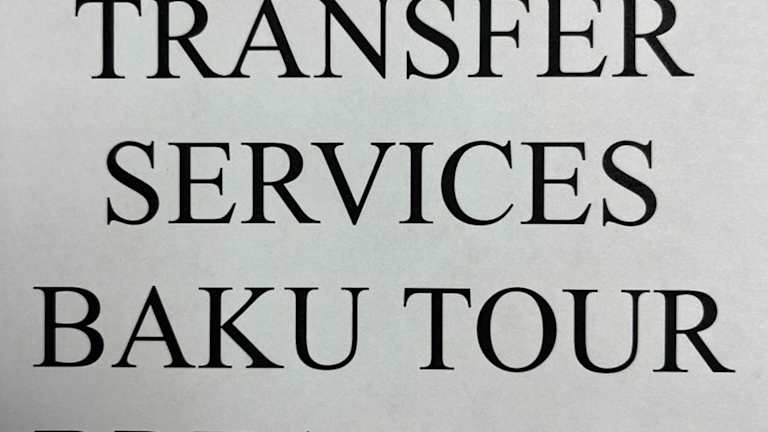 TRANSFER
SERVICES
BAKU TOUR